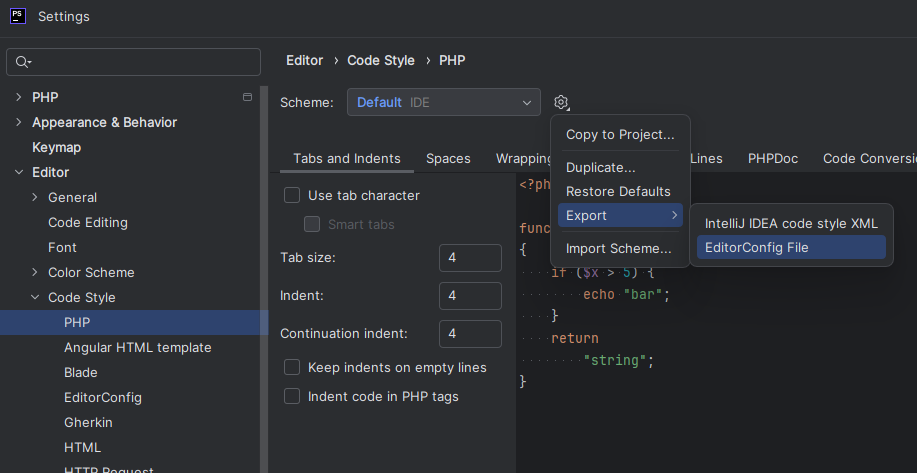 PS Settings
Editor › Code Style › PHP
PHP
Appearance & Behavior
Keymap
Editor
General
Code Editing
Font
Color Scheme
Code Style
PHP
Angular HTML template
Blade
EditorConfig
Gherkin
HTML
HTTP Request
Scheme: Default IDE
Copy to Project...
Duplicate...
Restore Defaults
Export
Import Scheme...
IntelliJ IDEA code style XML
EditorConfig File
Tabs and Indents Spaces Wrapping Lines PHPDoc Code Conversi
Use tab character
Smart tabs
Tab size: 4
Indent: 4
Continuation indent: 4
Keep indents on empty lines
Indent code in PHP tags
<?ph
func
{
if ($x > 5) {
echo "bar";
}
return
"string";
}